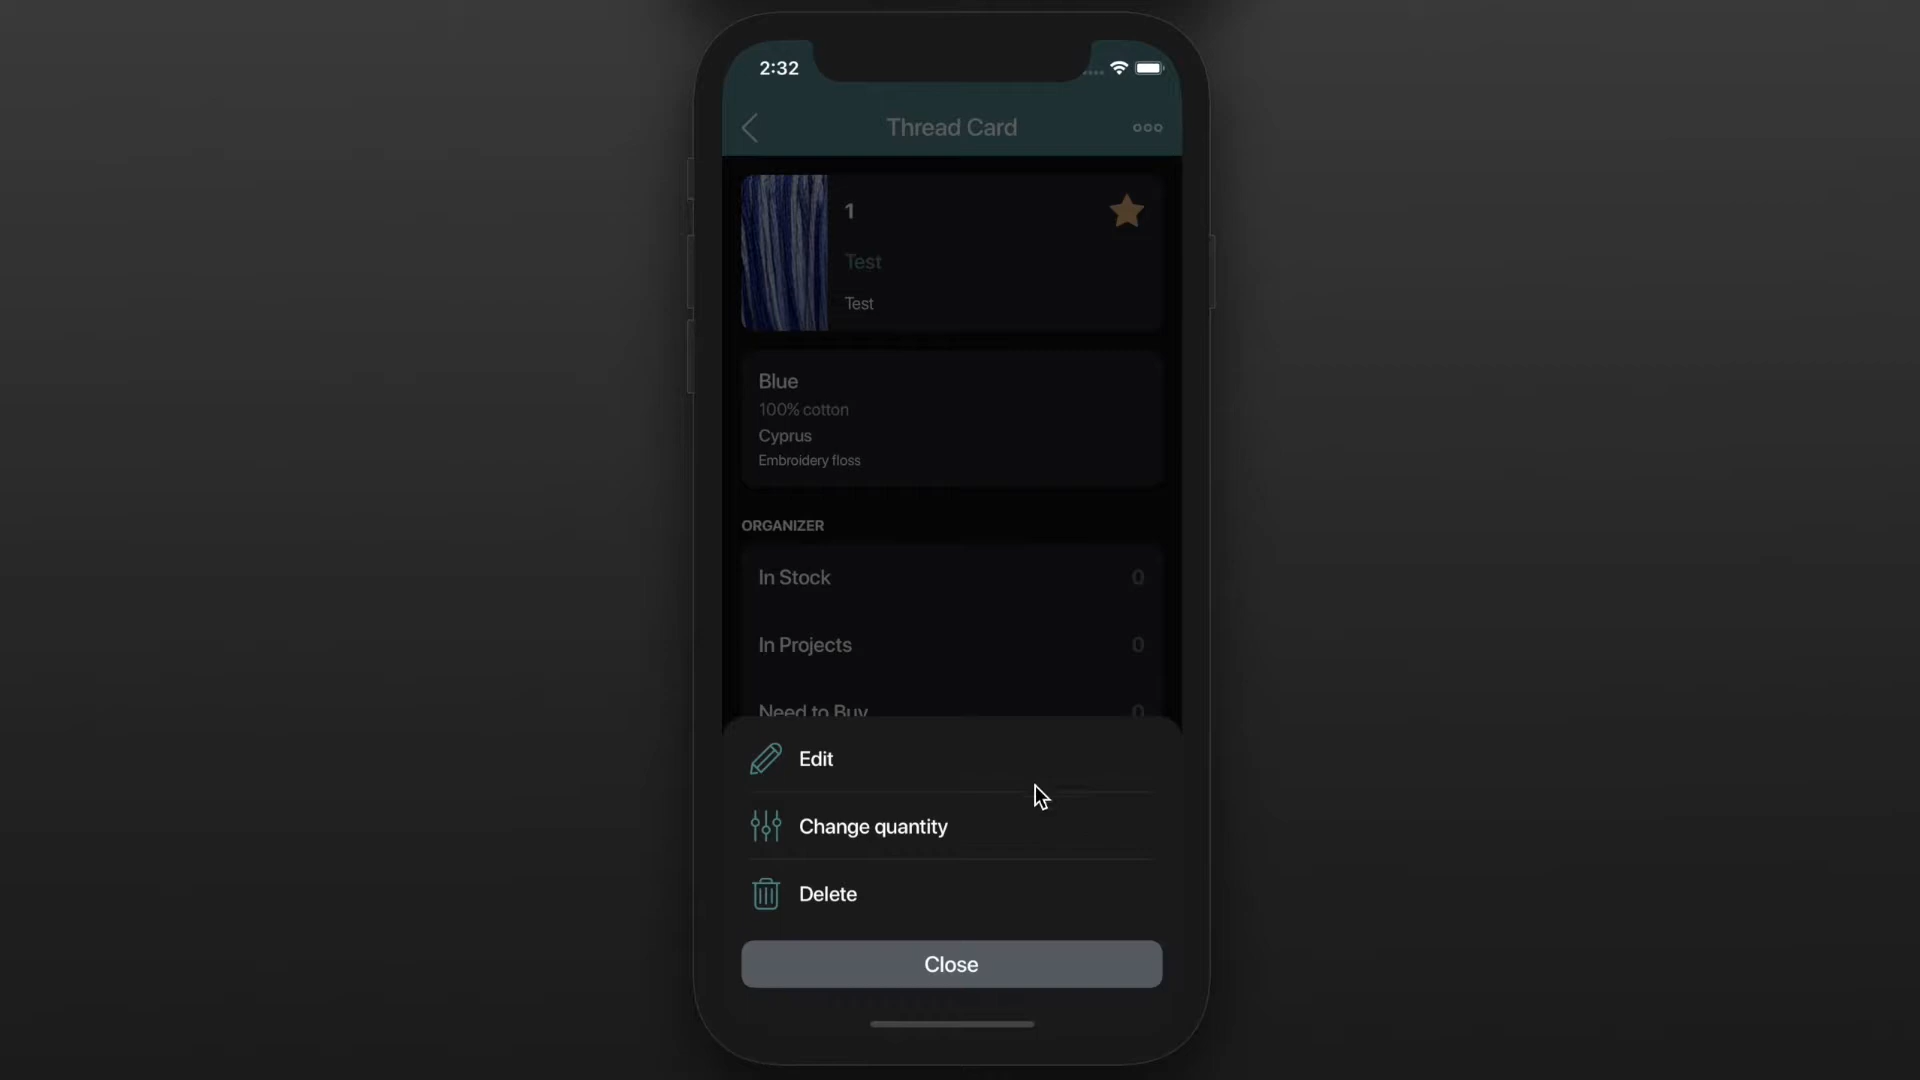 2:32
Thread Card
1
Test
Test
Blue
100% cotton
Cyprus
Embroidery floss
ORGANIZER
In Stock 0
In Projects 0
Need to Buy 0
Edit
Change quantity
Delete
Close